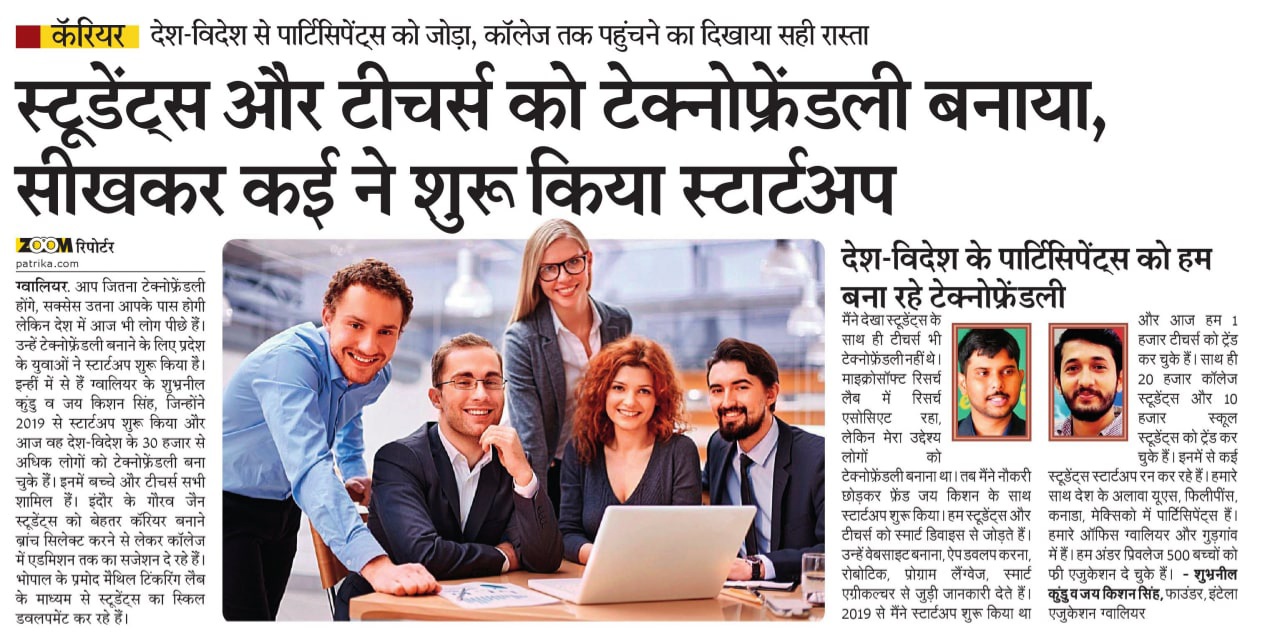 कॅरियर देश-विदेश से पार्टिसिपेंट्स को जोड़ा, कॉलेज तक पहुंचने का दिखाया सही रास्ता
स्टूडेंट्स और टीचर्स को टेक्नोफ्रेंडली बनाया,
सीखकर कई ने शुरू किया स्टार्टअप
ZOOM रिपोर्टर
patrika.com
ग्वालियर. आप जितना टेक्नोफ्रेंडली
होंगे, सक्सेस उतना आपके पास होगी
लेकिन देश में आज भी लोग पीछे हैं।
उन्हें टेक्नोफ्रेंडली बनाने के लिए प्रदेश
के युवाओं ने स्टार्टअप शुरू किया है।
इन्हीं में से हैं ग्वालियर के शुभ्रनील
कुंडु व जय किशन सिंह, जिन्होंने
2019 से स्टार्टअप शुरू किया और
आज वह देश-विदेश के 30 हजार से
अधिक लोगों को टेक्नोफ्रेंडली बना
चुके हैं। इनमें बच्चे और टीचर्स सभी
शामिल हैं। इंदौर के गौरव जैन
स्टूडेंट्स को बेहतर कॅरियर बनाने
ब्रांच सिलेक्ट करने से लेकर कॉलेज
में एडमिशन तक का सजेशन दे रहे हैं।
भोपाल के प्रमोद मैथिल टिंकरिंग लैब
के माध्यम से स्टूडेंट्स का स्किल
डवलपमेंट कर रहे हैं।
देश-विदेश के पार्टिसिपेंट्स को हम
बना रहे टेक्नोफ्रेंडली
मैंने देखा स्टूडेंट्स के
साथ ही टीचर्स भी
टेक्नोफ्रेंडली नहीं थे।
माइक्रोसॉफ्ट रिसर्च
लैब में रिसर्च
एसोसिएट रहा,
लेकिन मेरा उद्देश्य
लोगों को
टेक्नोफ्रेंडली बनाना था। तब मैंने नौकरी
छोड़कर फ्रेंड जय किशन के साथ
स्टार्टअप शुरू किया। हम स्टूडेंट्स और
टीचर्स को स्मार्ट डिवाइस से जोड़ते हैं।
उन्हें वेबसाइट बनाना, ऐप डवलप करना,
रोबोटिक, प्रोग्राम लैंग्वेज, स्मार्ट
एग्रीकल्चर से जुड़ी जानकारी देते हैं।
2019 से मैंने स्टार्टअप शुरू किया था
और आज हम 1
हजार टीचर्स को ट्रेंड
कर चुके हैं। साथ ही
20 हजार कॉलेज
स्टूडेंट्स और 10
हजार स्कूल
स्टूडेंट्स को ट्रेंड कर
चुके हैं। इनमें से कई
स्टूडेंट्स स्टार्टअप रन कर रहे हैं। हमारे
साथ देश के अलावा यूएस, फिलीपींस,
कनाडा, मेक्सिको में पार्टिसिपेंट्स हैं।
हमारे ऑफिस ग्वालियर और गुड़गांव
में हैं। हम अंडर प्रिवलेज 500 बच्चों को
फ्री एजुकेशन दे चुके हैं। - शुभ्रनील
कुंडु व जय किशन सिंह, फाउंडर, इंटेला
एजुकेशन ग्वालियर